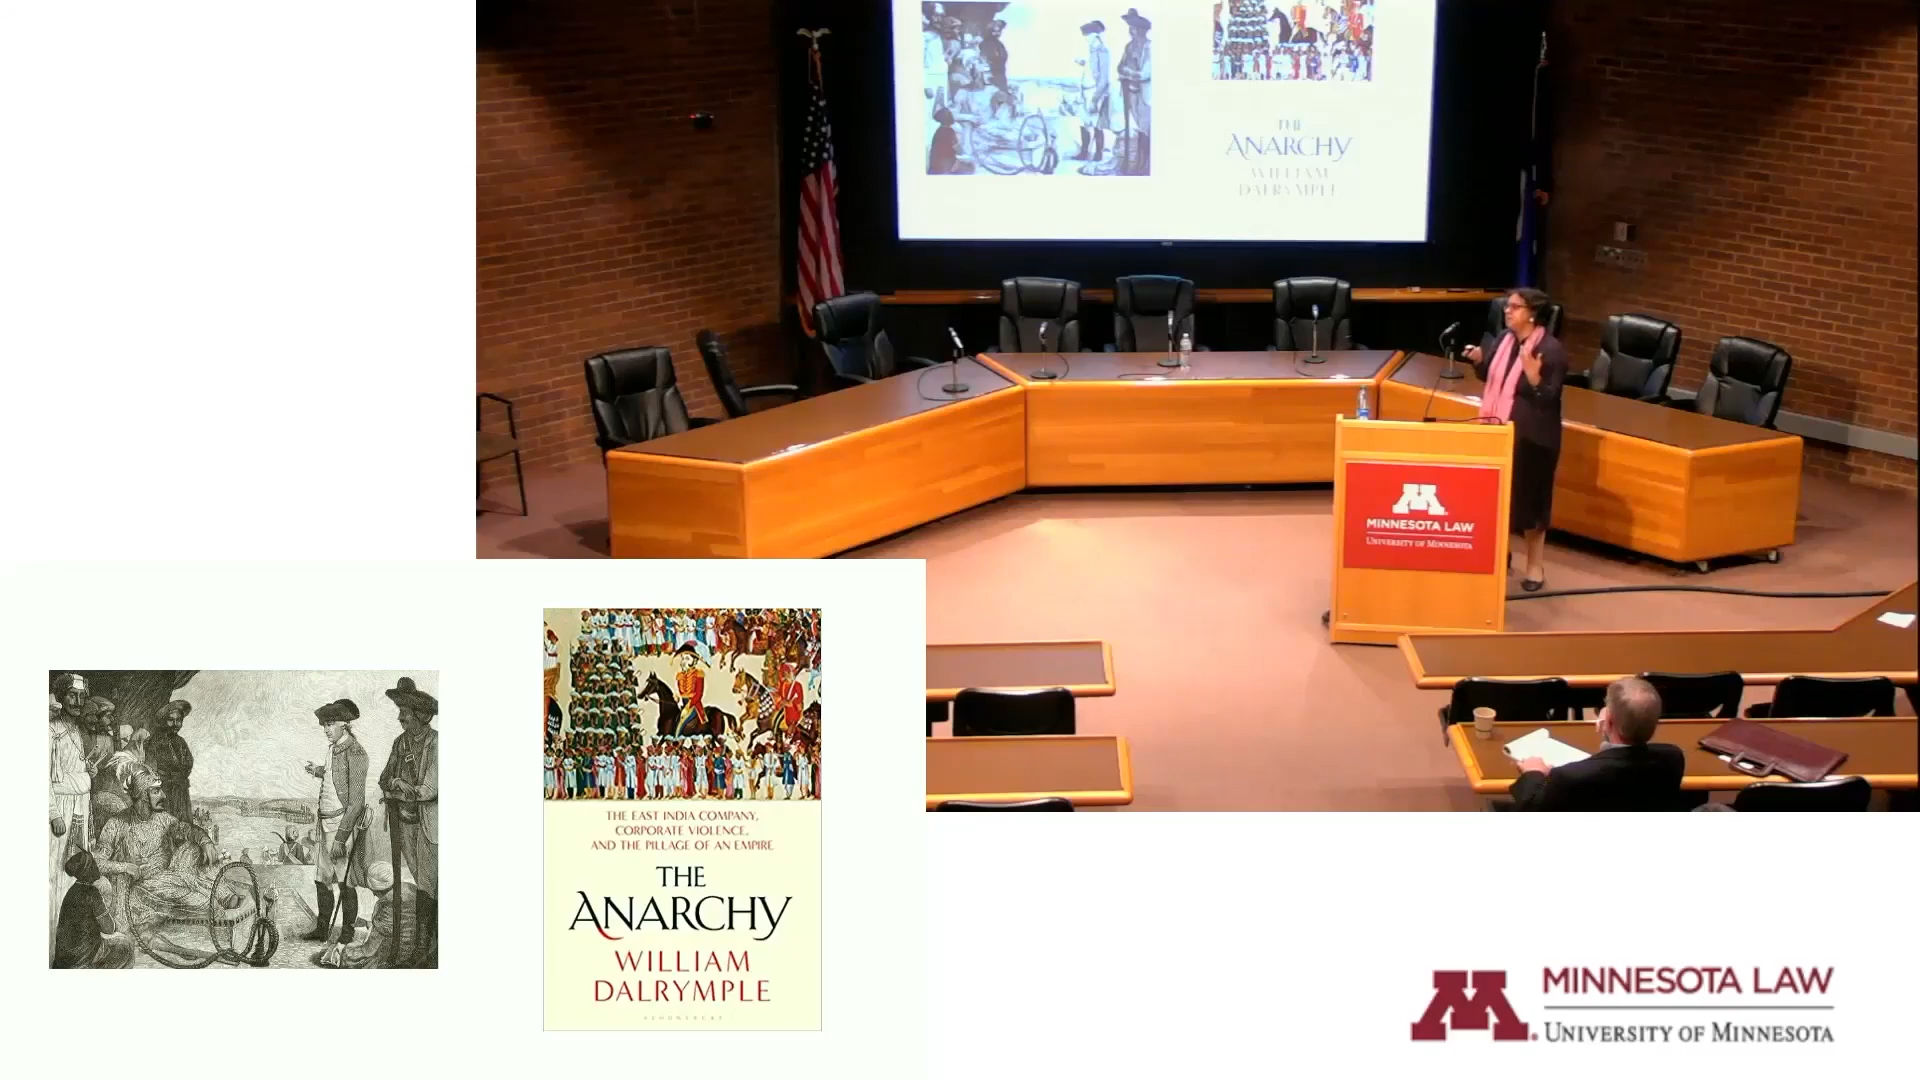 THE
ANARCHY
WILLIAM
DALRYMPLE
M
MINNESOTA LAW
UNIVERSITY OF MINNESOTA
THE EAST INDIA COMPANY,
CORPORATE VIOLENCE,
AND THE PILLAGE OF AN EMPIRE
THE
ANARCHY
WILLIAM
DALRYMPLE
BLOOMSBURY
M
MINNESOTA LAW
UNIVERSITY OF MINNESOTA